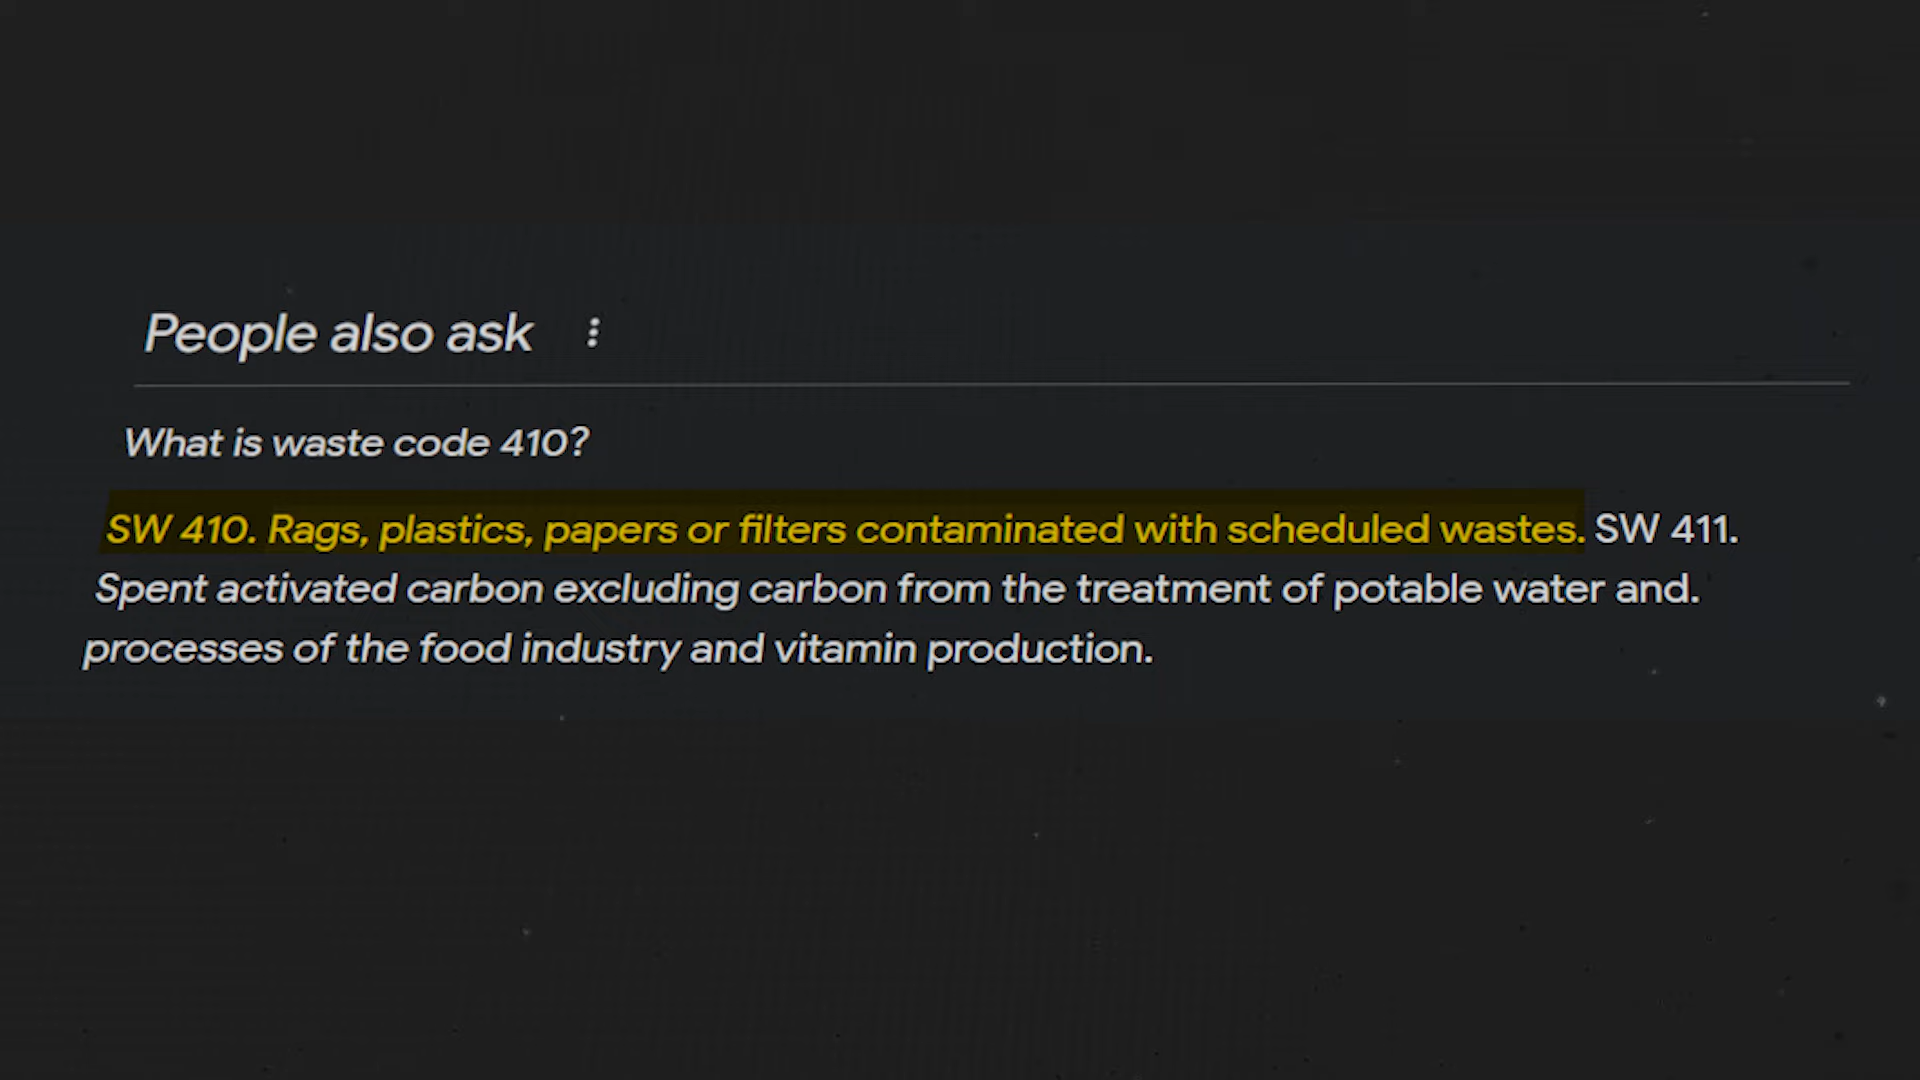 People also ask
What is waste code 410?
SW 410. Rags, plastics, papers or filters contaminated with scheduled wastes. SW 411.
Spent activated carbon excluding carbon from the treatment of potable water and.
processes of the food industry and vitamin production.